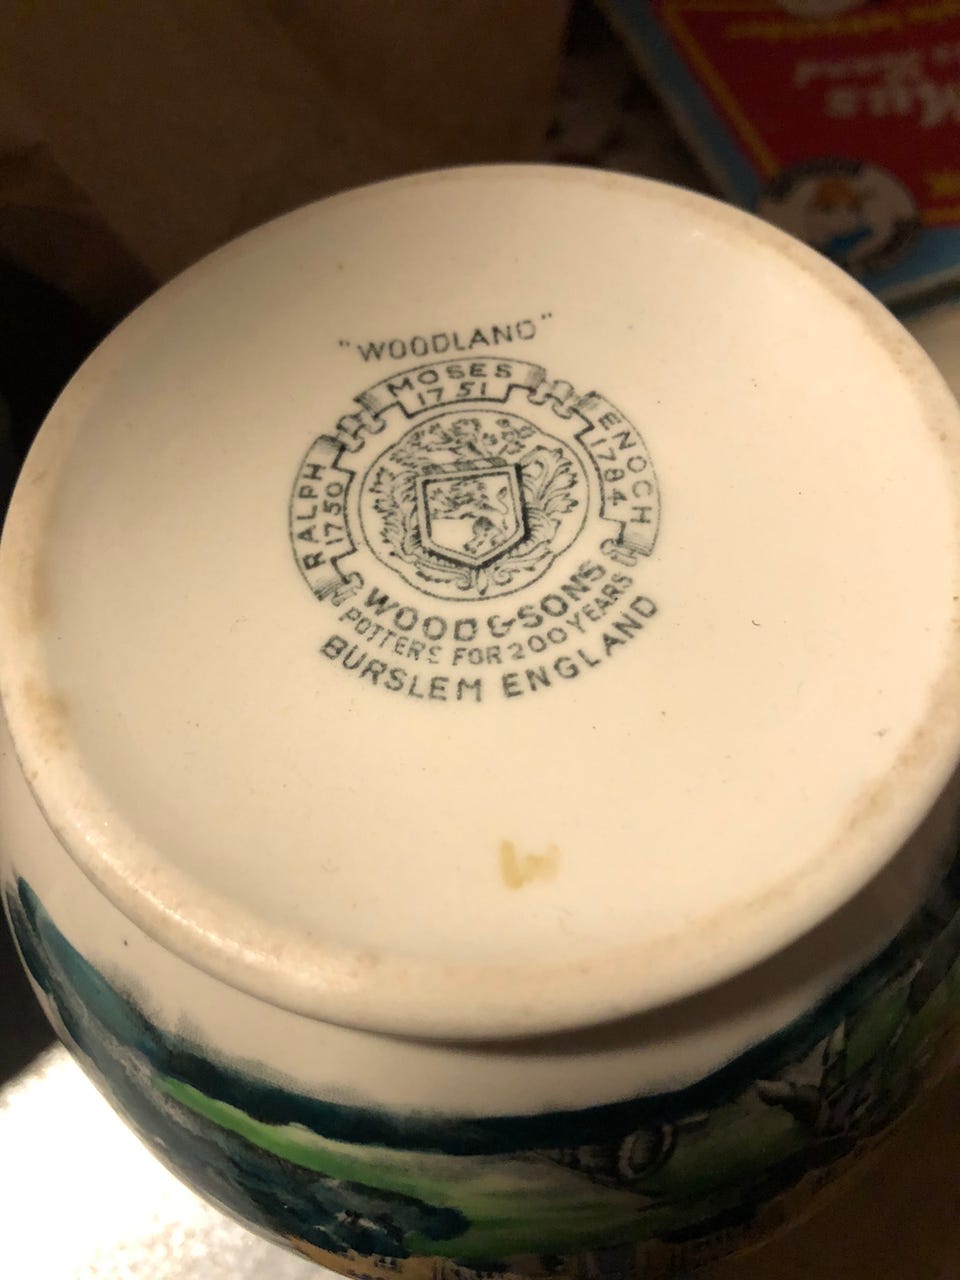 "WOODLAND"
MOSES
1751
RALPH
1750
ENOCH
1784
WOOD & SONS
POTTERS FOR 200 YEARS
BURSLEM ENGLAND